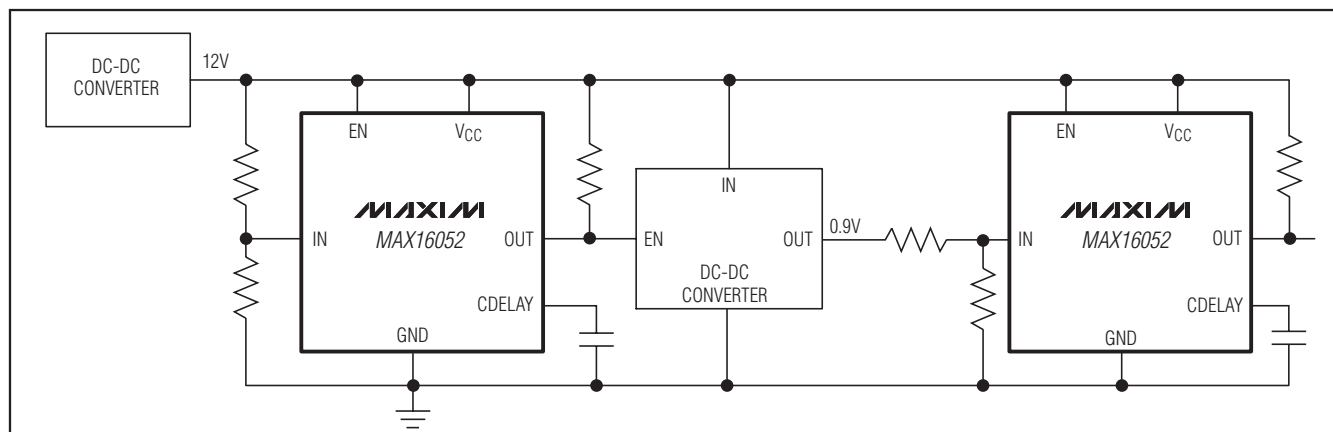 DC-DC
CONVERTER
12V
EN
VCC
MAXIM
MAX16052
IN
OUT
CDELAY
GND
IN
EN
OUT
DC-DC
CONVERTER
0.9V
EN
VCC
MAXIM
MAX16052
IN
OUT
CDELAY
GND